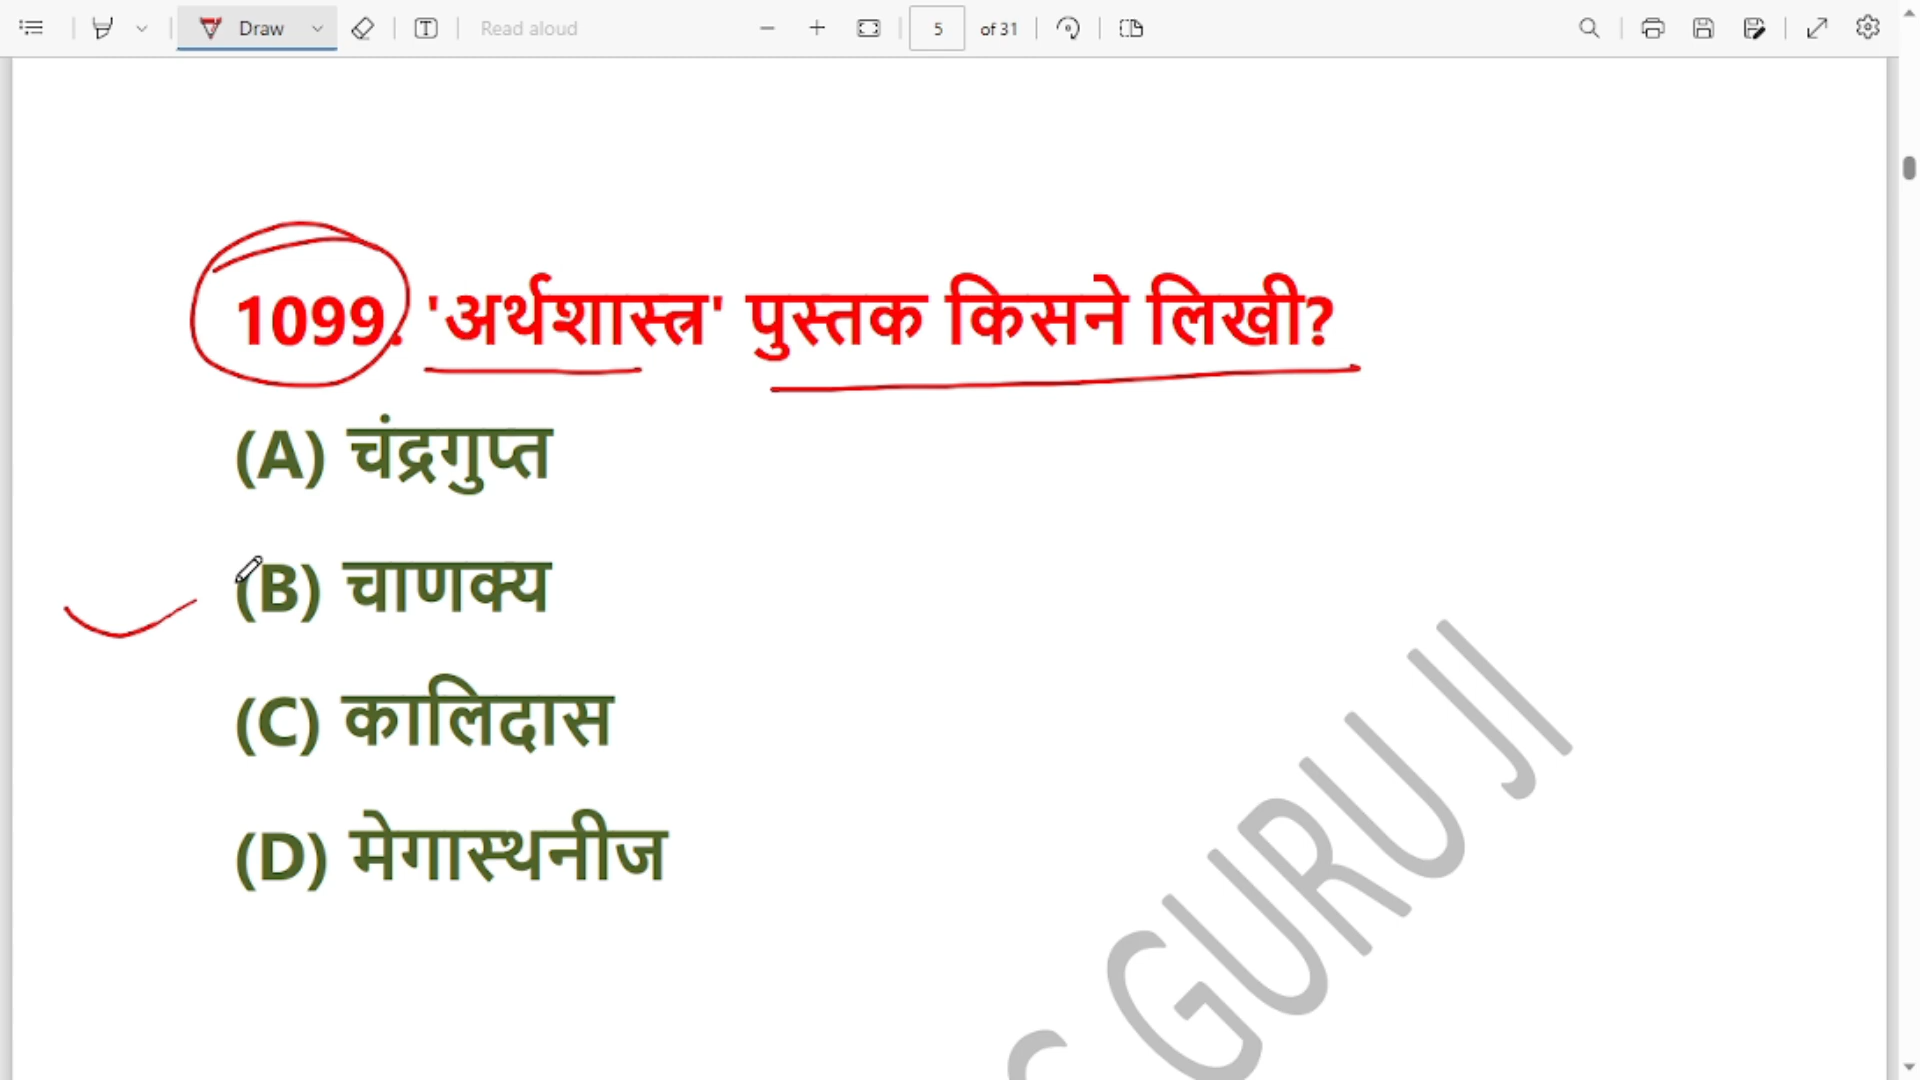 Draw
Read aloud
5 of 31
1099. 'अर्थशास्त्र' पुस्तक किसने लिखी?
(A) चंद्रगुप्त
(B) चाणक्य
(C) कालिदास
(D) मेगास्थनीज
GURU JI